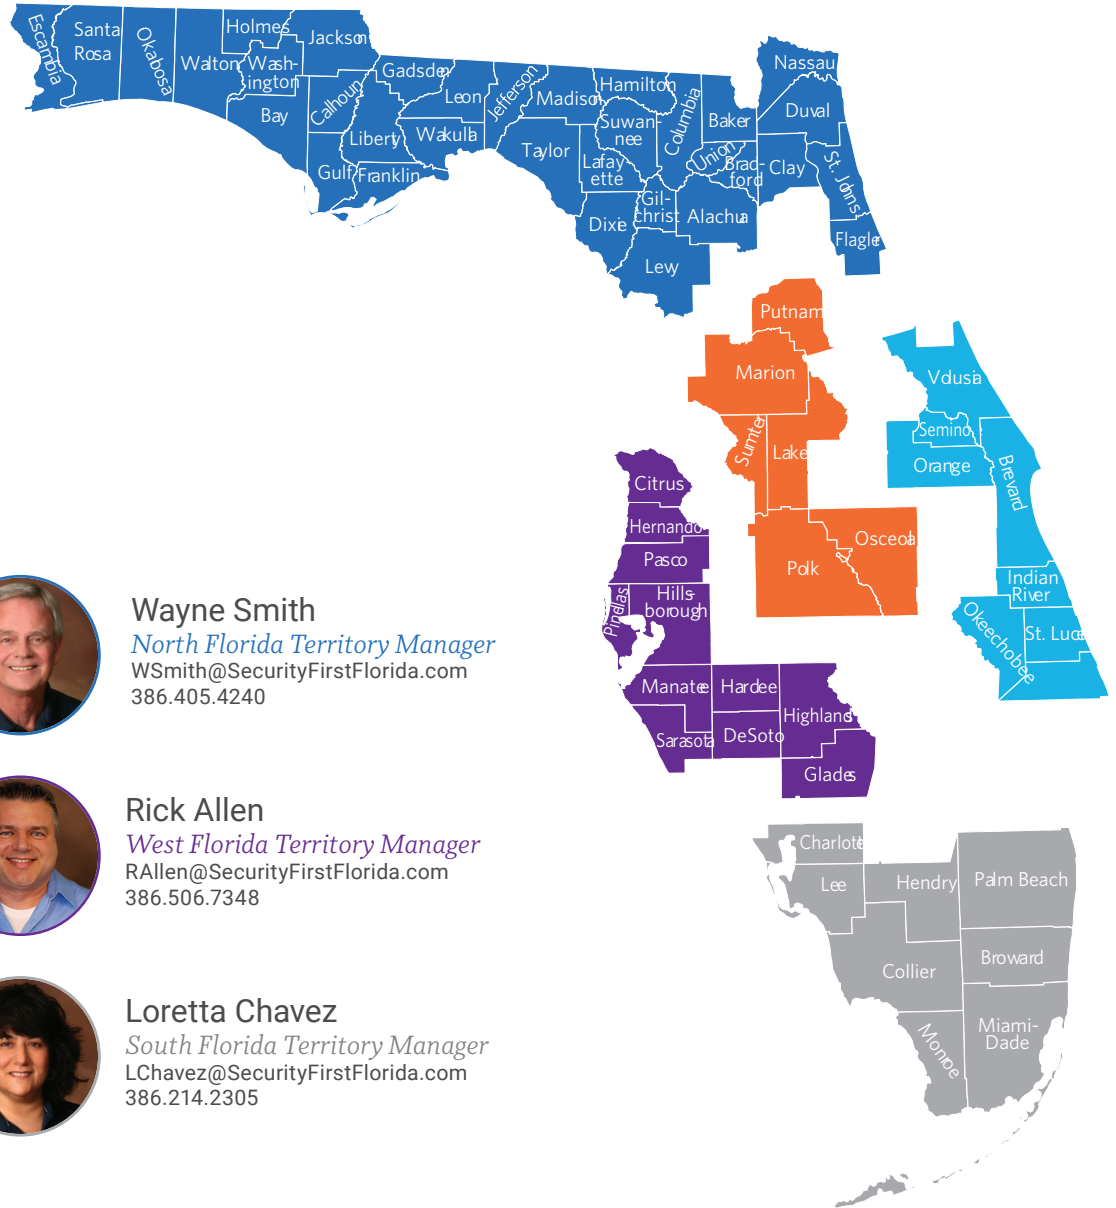 Escambia
Santa
Rosa
Okabosa
Walton
Holmes
Wash-
ington
Jackson
Bay
Calhoun
Gulf
Liberty
Franklin
Gadsden
Leon
Wakulla
Jefferson
Madison
Taylor
Hamilton
Suwan-
nee
Lafay
ette
Dixie
Columbia
Gil-
christ
Levy
Baker
Union
Brad-
ford
Alachua
Nassau
Duval
Clay
St. Johns
Flagler
Putnam
Marion
Sumter
Lake
Polk
Osceola
Volusia
Semino
Orange
Brevard
Indian
River
Okeechobee
St. Lucie
Citrus
Hernando
Pasco
Pinellas
Hills-
borough
Manatee
Hardee
Highlands
Sarasota
DeSoto
Glades
Charlotte
Lee
Hendry
Palm Beach
Collier
Broward
Monroe
Miami-
Dade
Wayne Smith
North Florida Territory Manager
WSmith@SecurityFirstFlorida.com
386.405.4240
Rick Allen
West Florida Territory Manager
RAllen@SecurityFirstFlorida.com
386.506.7348
Loretta Chavez
South Florida Territory Manager
LChavez@SecurityFirstFlorida.com
386.214.2305